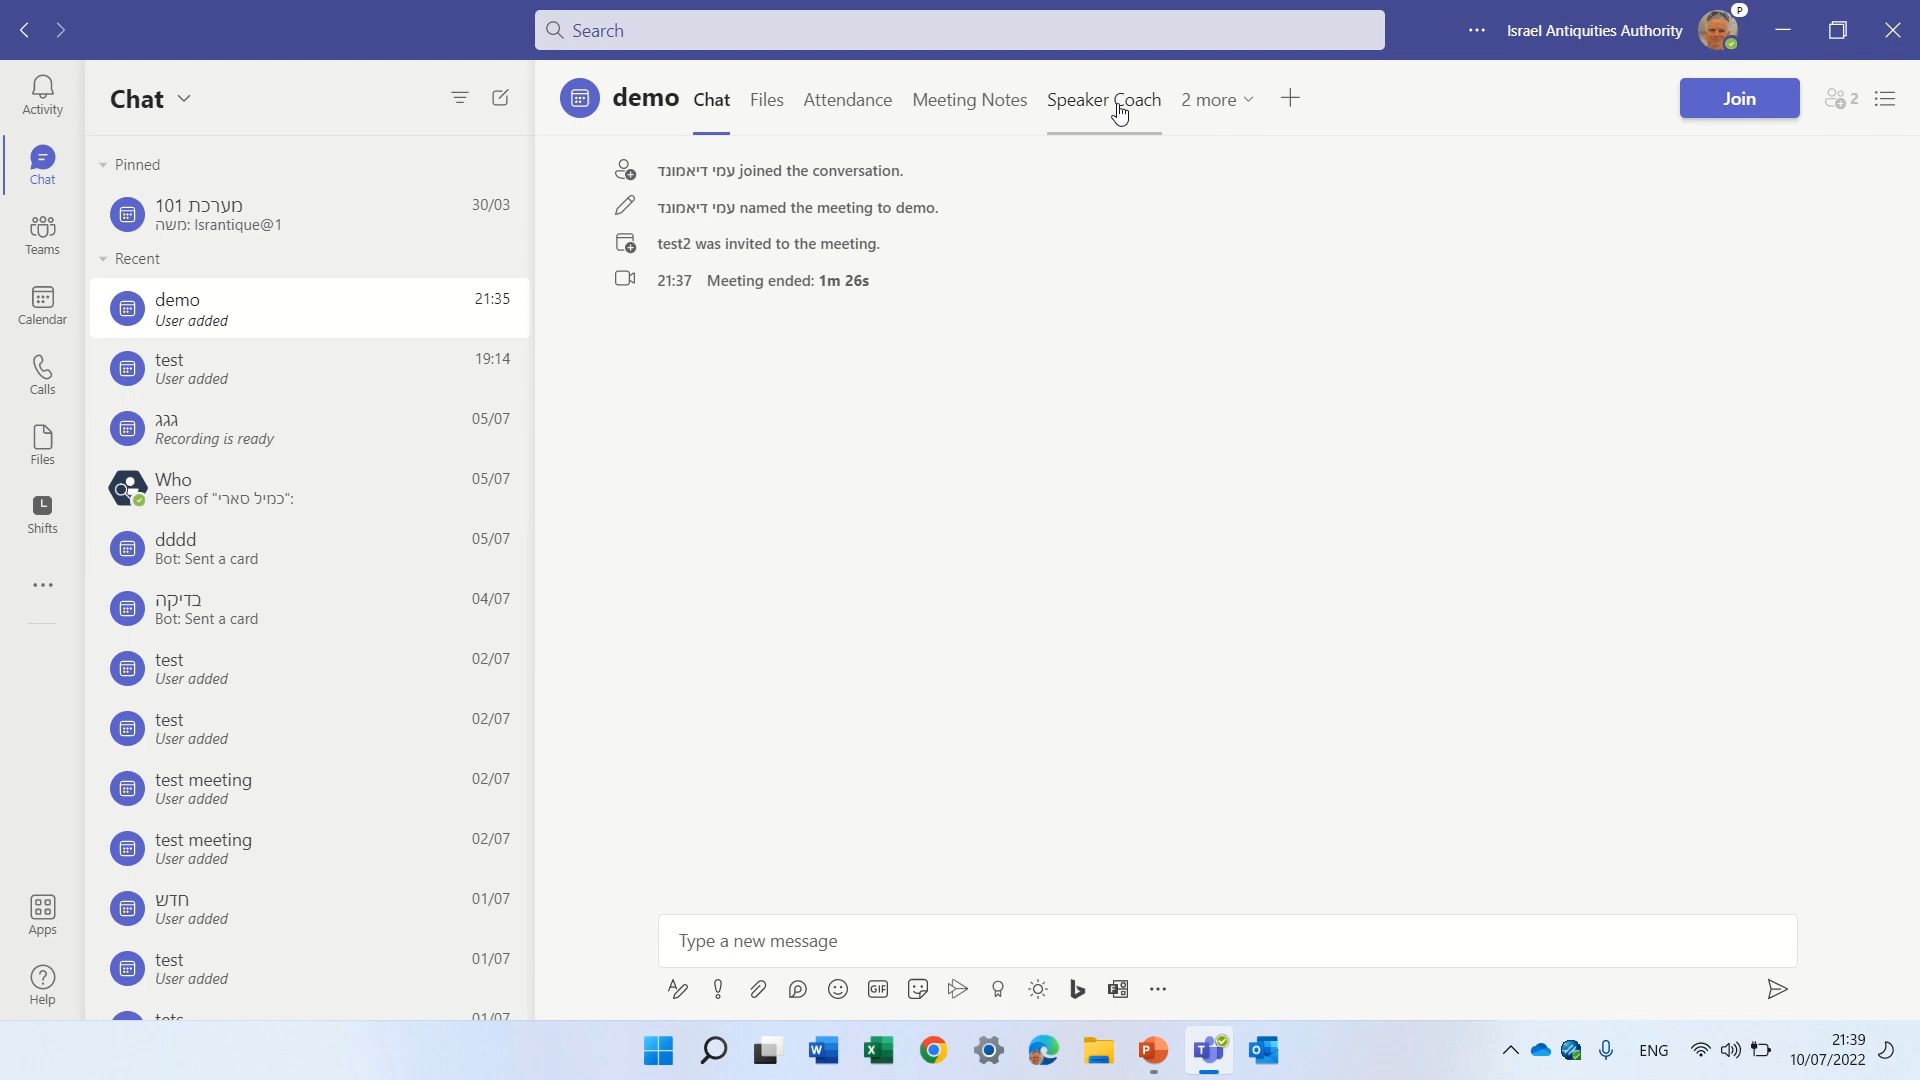 Search
Israel Antiquities Authority
P
Activity
Chat
Teams
Calendar
Calls
Files
Shifts
Apps
Help
Chat
Pinned
מערכת 101
30/03
משה: Israntique@1
Recent
demo
21:35
User added
test
19:14
User added
גגג
05/07
Recording is ready
Who
05/07
Peers of "כמיל סארי":
dddd
05/07
Bot: Sent a card
בדיקה
04/07
Bot: Sent a card
test
02/07
User added
test
02/07
User added
test meeting
02/07
User added
test meeting
02/07
User added
חדש
01/07
User added
test
01/07
User added
demo Chat Files Attendance Meeting Notes Speaker Coach 2 more
Join
2
עמי דיאמונד joined the conversation.
עמי דיאמונד named the meeting to demo.
test2 was invited to the meeting.
21:37 Meeting ended: 1m 26s
Type a new message
GIF
ENG
21:39
10/07/2022